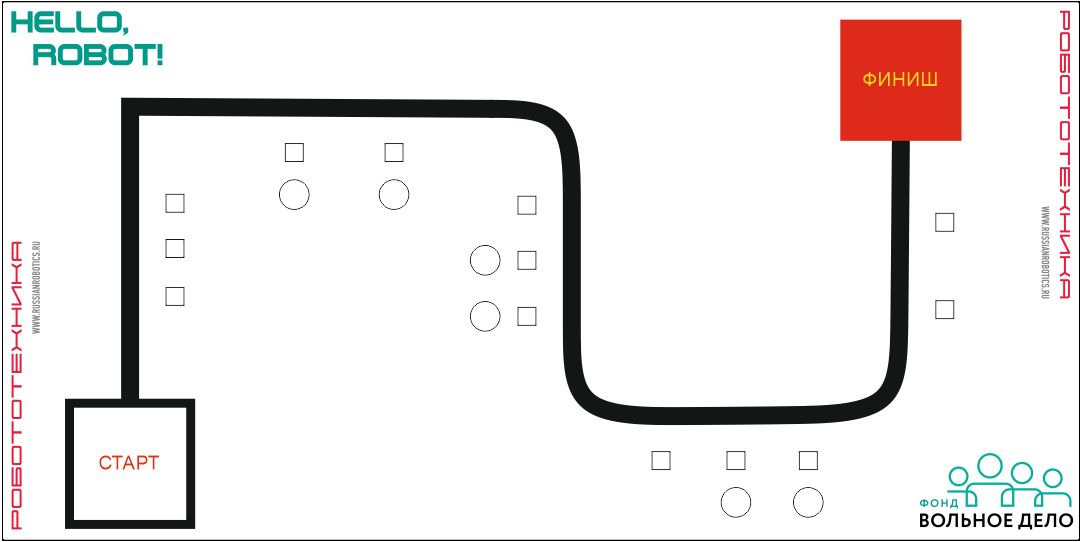 HELLO,
ROBOT!
РОБОТОТЕХНИКА
WWW.RUSSIANROBOTICS.RU
СТАРТ
ФИНИШ
РОБОТОТЕХНИКА
WWW.RUSSIANROBOTICS.RU
ФОНД
ВОЛЬНОЕ ДЕЛО